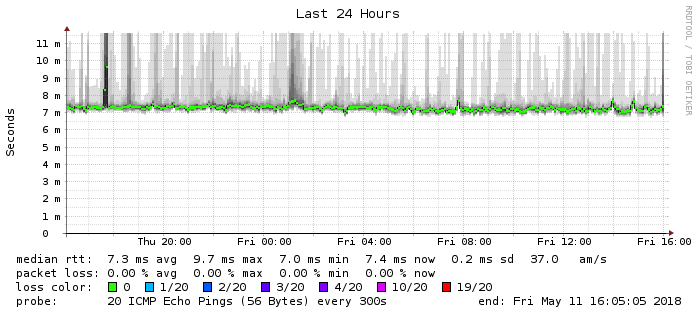 Last 24 Hours
RRDTOOL / TOBI OETIKER
Seconds
11 m
10 m
9 m
8 m
7 m
6 m
5 m
4 m
3 m
2 m
1 m
0
Thu 20:00 Fri 00:00 Fri 04:00 Fri 08:00 Fri 12:00 Fri 16:00
median rtt: 7.3 ms avg 9.7 ms max 7.0 ms min 7.4 ms now 0.2 ms sd 37.0 am/s
packet loss: 0.00 % avg 0.00 % max 0.00 % min 0.00 % now
loss color: 0 1/20 2/20 3/20 4/20 10/20 19/20
probe: 20 ICMP Echo Pings (56 Bytes) every 300s end: Fri May 11 16:05:05 2018